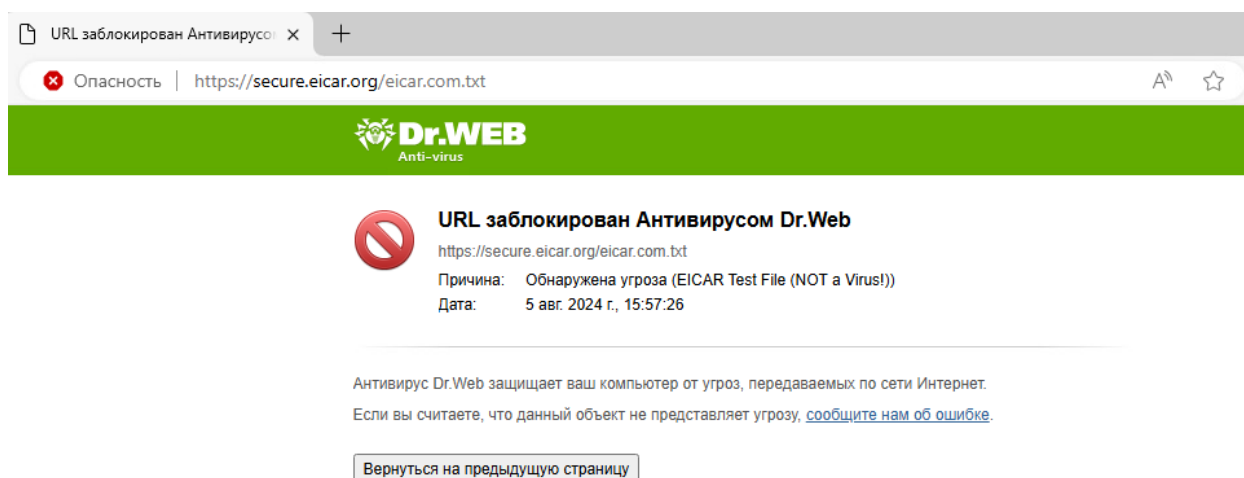 URL заблокирован Антивирусо
Опасность https://secure.eicar.org/eicar.com.txt
Dr.WEB
Anti-virus
URL заблокирован Антивирусом Dr.Web
https://secure.eicar.org/eicar.com.txt
Причина: Обнаружена угроза (EICAR Test File (NOT a Virus!))
Дата: 5 авг. 2024 г., 15:57:26
Антивирус Dr.Web защищает ваш компьютер от угроз, передаваемых по сети Интернет.
Если вы считаете, что данный объект не представляет угрозу, сообщите нам об ошибке.
Вернуться на предыдущую страницу